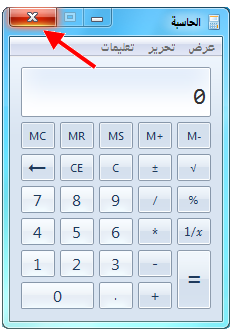 الحاسبة
عرض تحرير تعليمات
0
MC MR MS M+ M-
← CE C ± √
7 8 9 / %
4 5 6 * 1/x
1 2 3 - =
0 . +